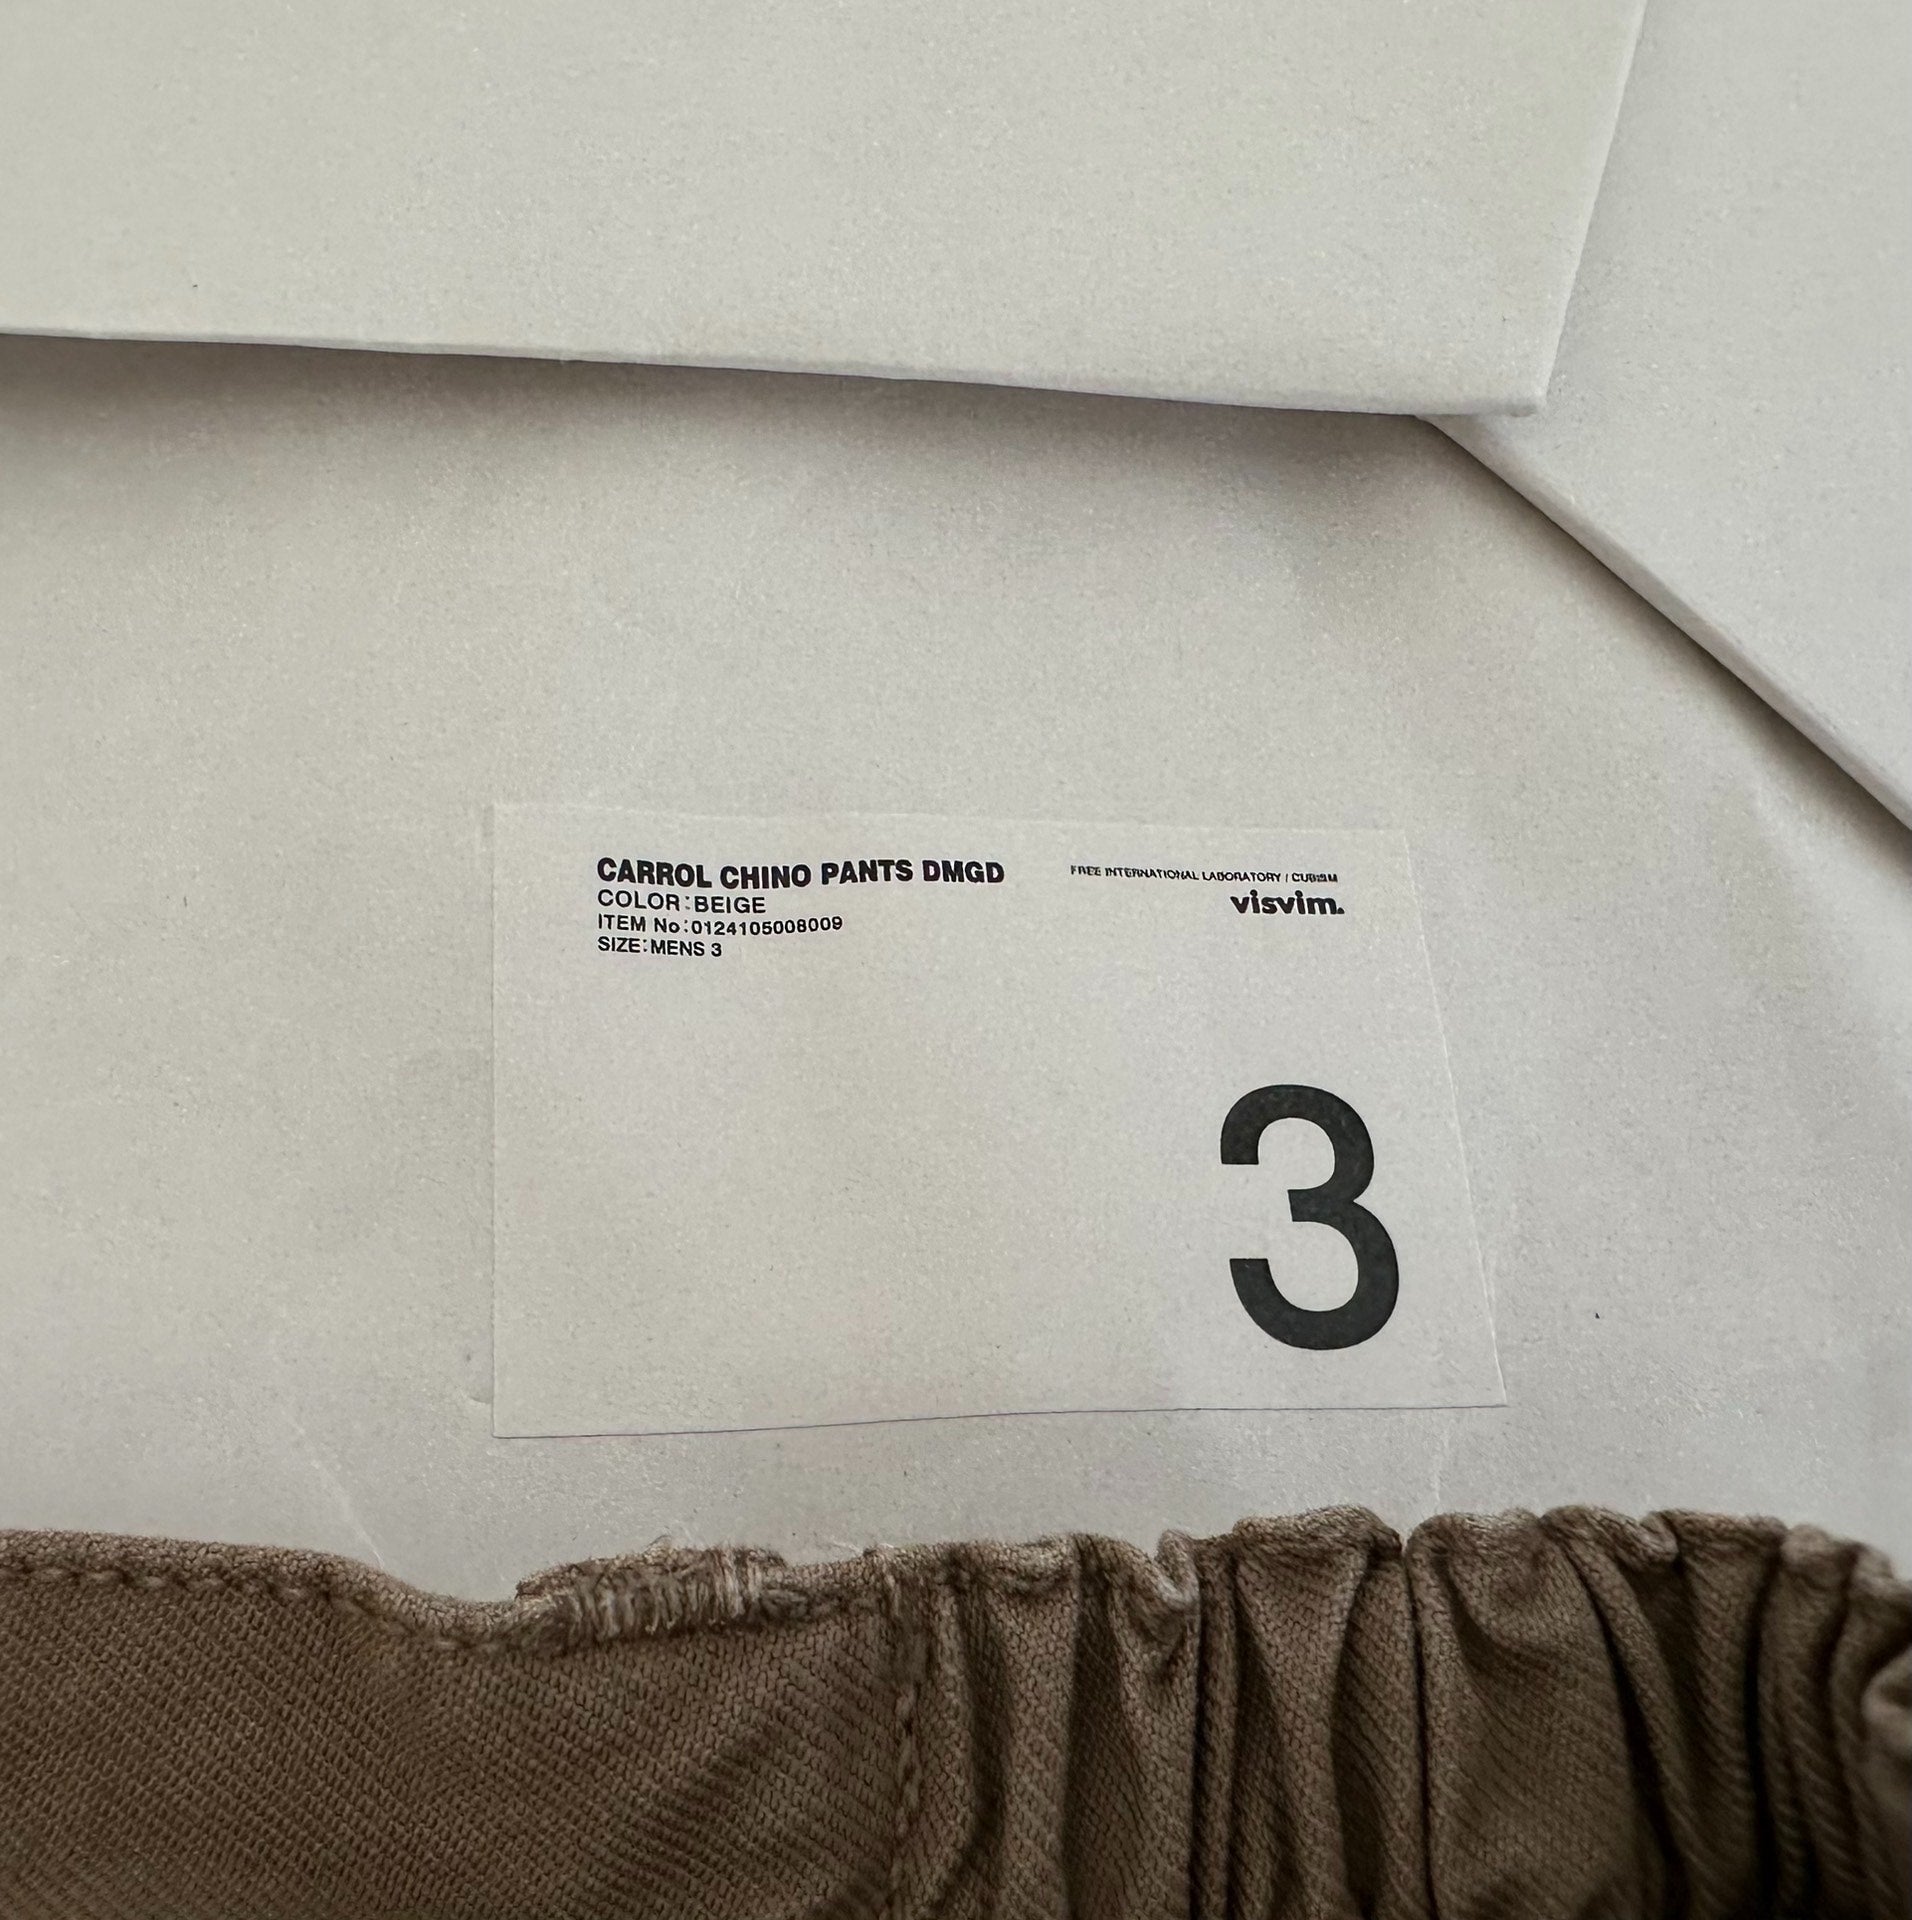 CARROL CHINO PANTS DMGD
COLOR:BEIGE
ITEM No:0124105008009
SIZE:MENS 3
FREE INTERNATIONAL LABORATORY / CUBISM
visvim.
3